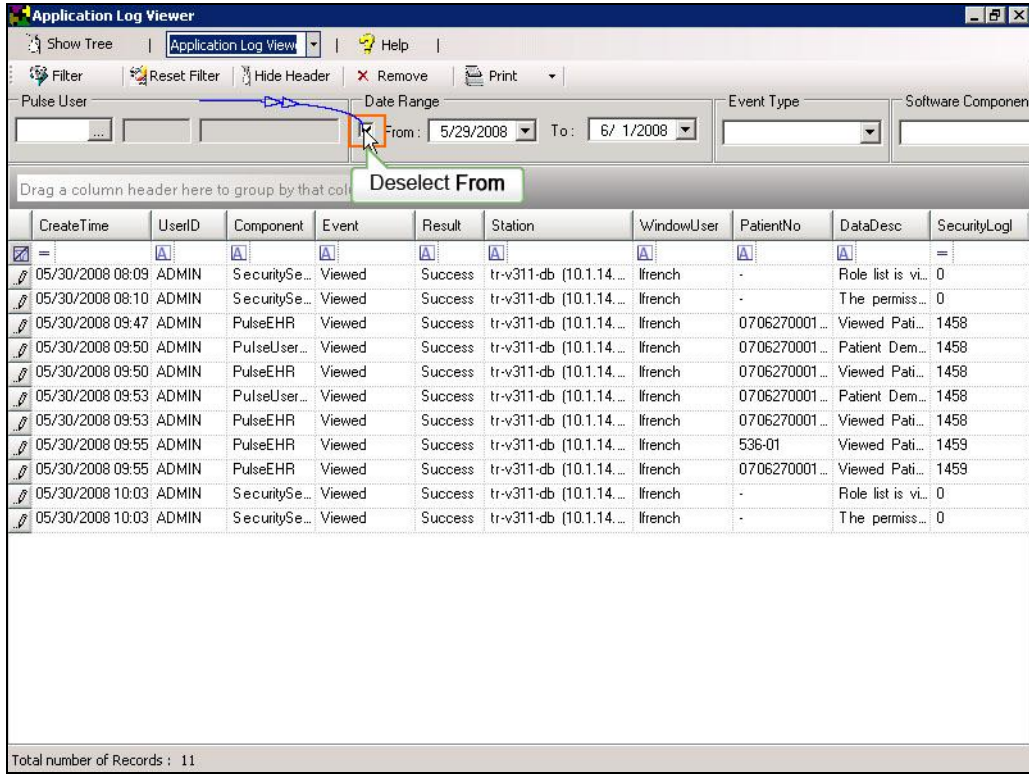 Application Log Viewer
Show Tree | Application Log View | Help |
Filter Reset Filter Hide Header Remove Print
Pulse User Date Range Event Type Software Componen
... From : 5/29/2008 To : 6/ 1/2008
Deselect From
Drag a column header here to group by that col
CreateTime UserID Component Event Result Station WindowUser PatientNo DataDesc SecurityLogI
= A A A A A A A A =
05/30/2008 08:09 ADMIN SecuritySe... Viewed Success tr-v311-db (10.1.14.... lfrench - Role list is vi... 0
05/30/2008 08:10 ADMIN SecuritySe... Viewed Success tr-v311-db (10.1.14.... lfrench - The permiss... 0
05/30/2008 09:47 ADMIN PulseEHR Viewed Success tr-v311-db (10.1.14.... lfrench 0706270001... Viewed Pati... 1458
05/30/2008 09:50 ADMIN PulseUser... Viewed Success tr-v311-db (10.1.14.... lfrench 0706270001... Patient Dem... 1458
05/30/2008 09:50 ADMIN PulseEHR Viewed Success tr-v311-db (10.1.14.... lfrench 0706270001... Viewed Pati... 1458
05/30/2008 09:53 ADMIN PulseUser... Viewed Success tr-v311-db (10.1.14.... lfrench 0706270001... Patient Dem... 1458
05/30/2008 09:53 ADMIN PulseEHR Viewed Success tr-v311-db (10.1.14.... lfrench 0706270001... Viewed Pati... 1458
05/30/2008 09:55 ADMIN PulseEHR Viewed Success tr-v311-db (10.1.14.... lfrench 536-01 Viewed Pati... 1459
05/30/2008 09:55 ADMIN PulseEHR Viewed Success tr-v311-db (10.1.14.... lfrench 0706270001... Viewed Pati... 1459
05/30/2008 10:03 ADMIN SecuritySe... Viewed Success tr-v311-db (10.1.14.... lfrench - Role list is vi... 0
05/30/2008 10:03 ADMIN SecuritySe... Viewed Success tr-v311-db (10.1.14.... lfrench - The permiss... 0
Total number of Records : 11